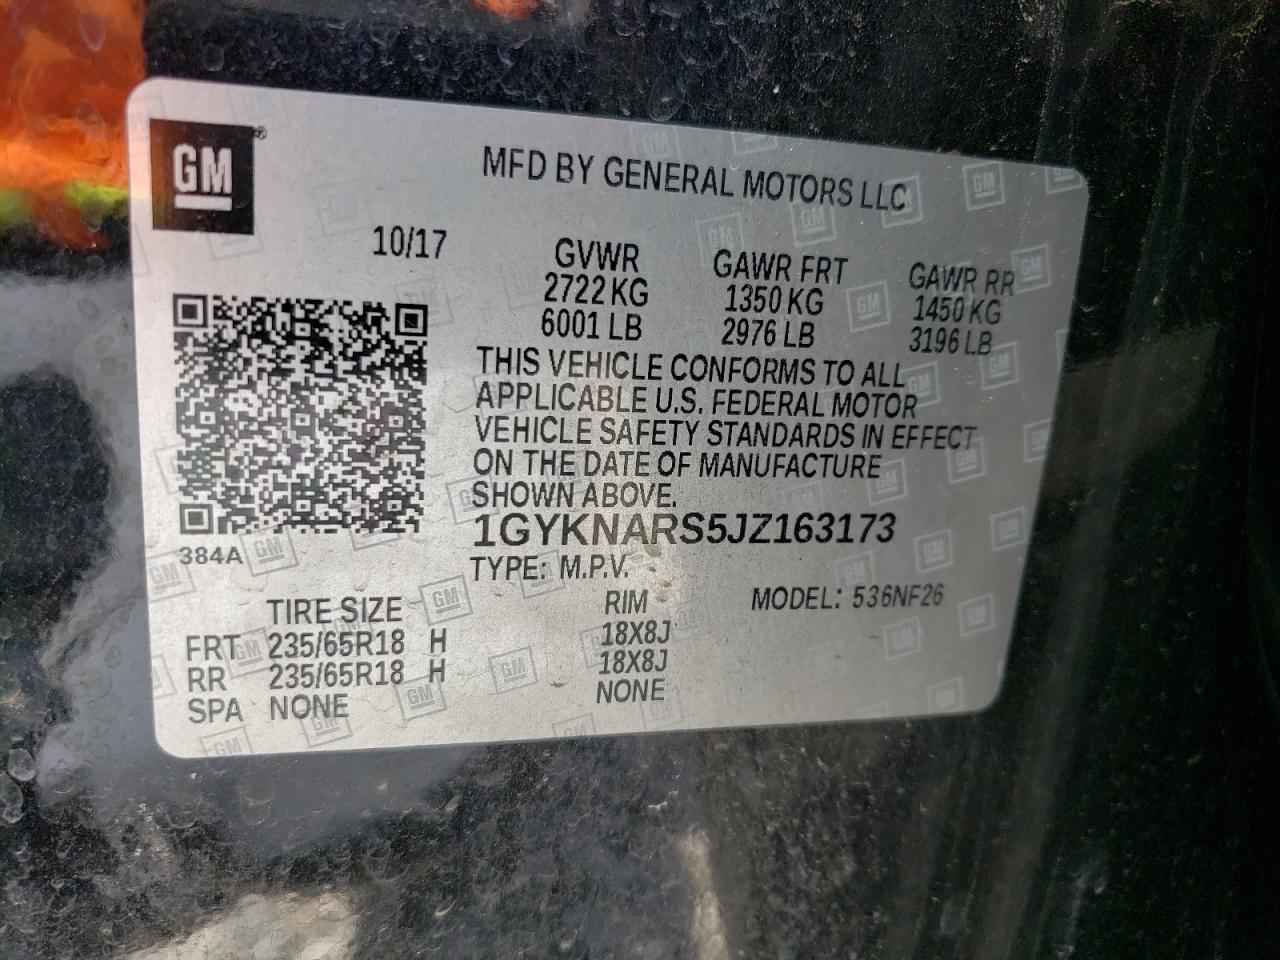 GM®
MFD BY GENERAL MOTORS LLC
10/17
GVWR GAWR FRT GAWR RR
2722 KG 1350 KG 1450 KG
6001 LB 2976 LB 3196 LB
THIS VEHICLE CONFORMS TO ALL
APPLICABLE U.S. FEDERAL MOTOR
VEHICLE SAFETY STANDARDS IN EFFECT
ON THE DATE OF MANUFACTURE
SHOWN ABOVE.
1GYKNARS5JZ163173
384A
TYPE: M.P.V.
TIRE SIZE RIM MODEL: 536NF26
FRT 235/65R18 H 18X8J
RR 235/65R18 H 18X8J
SPA NONE NONE